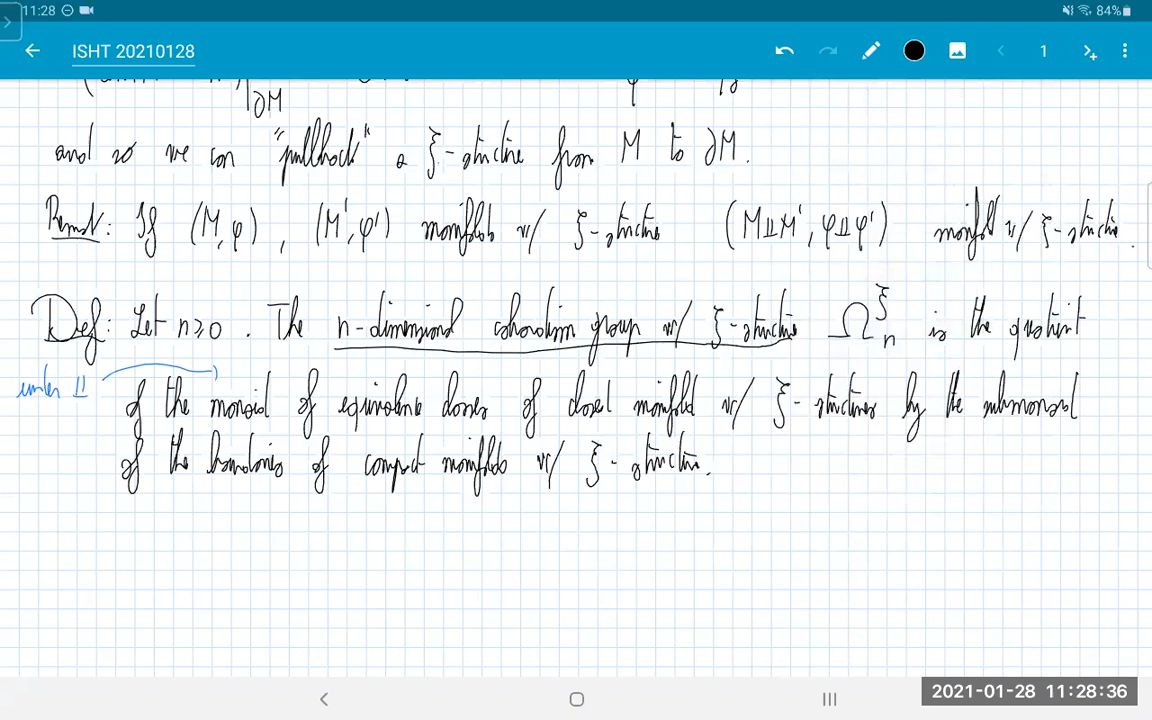 11:28
84%
ISHT 20210128
1
∂M
and so we can "pullback" a ξ-structure from M to ∂M.
Remark: If (M,φ), (M',φ') manifolds w/ ξ-structure (M⨿M', φ⨿φ') manifold w/ ξ-structure.
Def: Let n≥0. The n-dimensional cobordism group w/ ξ-structure Ω_n^ξ is the quotient
under ⨿
of the monoid of equivalence classes of closed manifold w/ ξ-structures by the submonoid
of the boundaries of compact manifolds w/ ξ-structure.
2021-01-28 11:28:36